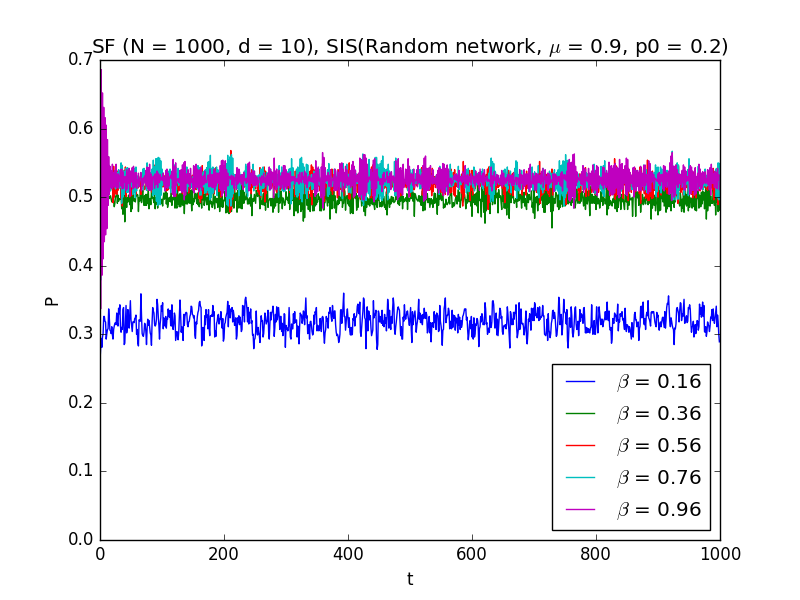 SF (N = 1000, d = 10), SIS(Random network, μ = 0.9, p0 = 0.2)
0.7
0.6
0.5
0.4
0.3
0.2
0.1
0.0
P
β = 0.16
β = 0.36
β = 0.56
β = 0.76
β = 0.96
0 200 400 600 800 1000
t